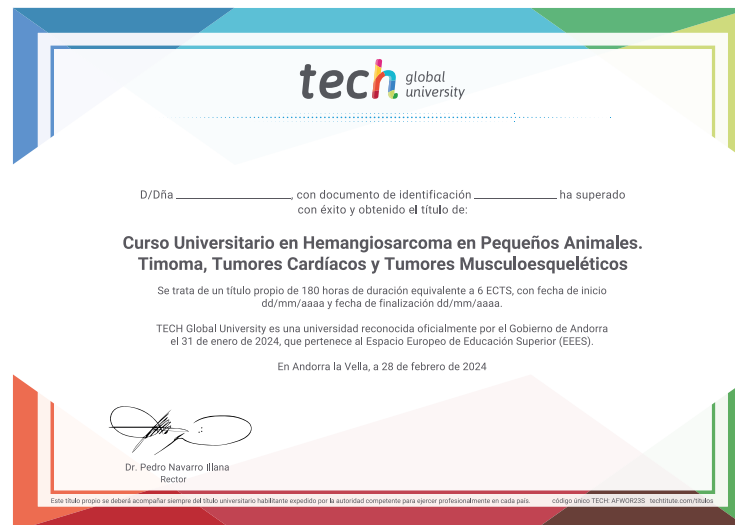 tech global
university
D/Dña ______________, con documento de identificación __________ ha superado
con éxito y obtenido el título de:
Curso Universitario en Hemangiosarcoma en Pequeños Animales.
Timoma, Tumores Cardíacos y Tumores Musculoesqueléticos
Se trata de un título propio de 180 horas de duración equivalente a 6 ECTS, con fecha de inicio
dd/mm/aaaa y fecha de finalización dd/mm/aaaa.
TECH Global University es una universidad reconocida oficialmente por el Gobierno de Andorra
el 31 de enero de 2024, que pertenece al Espacio Europeo de Educación Superior (EEES).
En Andorra la Vella, a 28 de febrero de 2024
Dr. Pedro Navarro Illana
Rector
Este título propio se deberá acompañar siempre del título universitario habilitante expedido por la autoridad competente para ejercer profesionalmente en cada país. código único TECH: AFWOR23S techtitute.com/titulos